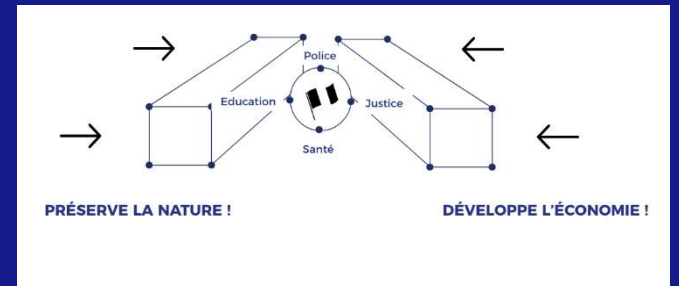 Police
Education
Justice
Santé
PRÉSERVE LA NATURE !
DÉVELOPPE L'ÉCONOMIE !